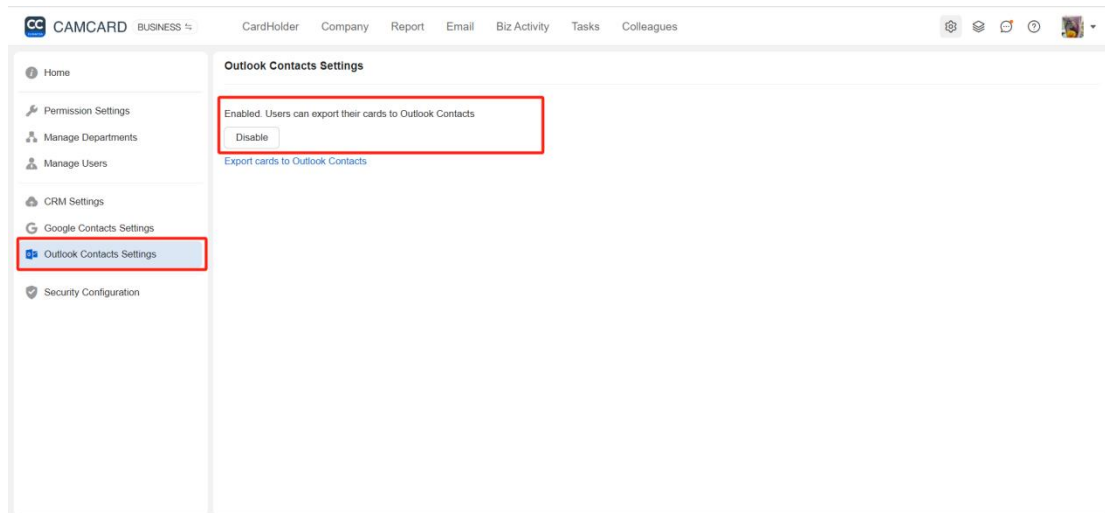 CC CAMCARD BUSINESS CardHolder Company Report Email Biz Activity Tasks Colleagues
Home
Permission Settings
Manage Departments
Manage Users
CRM Settings
Google Contacts Settings
Outlook Contacts Settings
Security Configuration
Outlook Contacts Settings
Enabled. Users can export their cards to Outlook Contacts
Disable
Export cards to Outlook Contacts